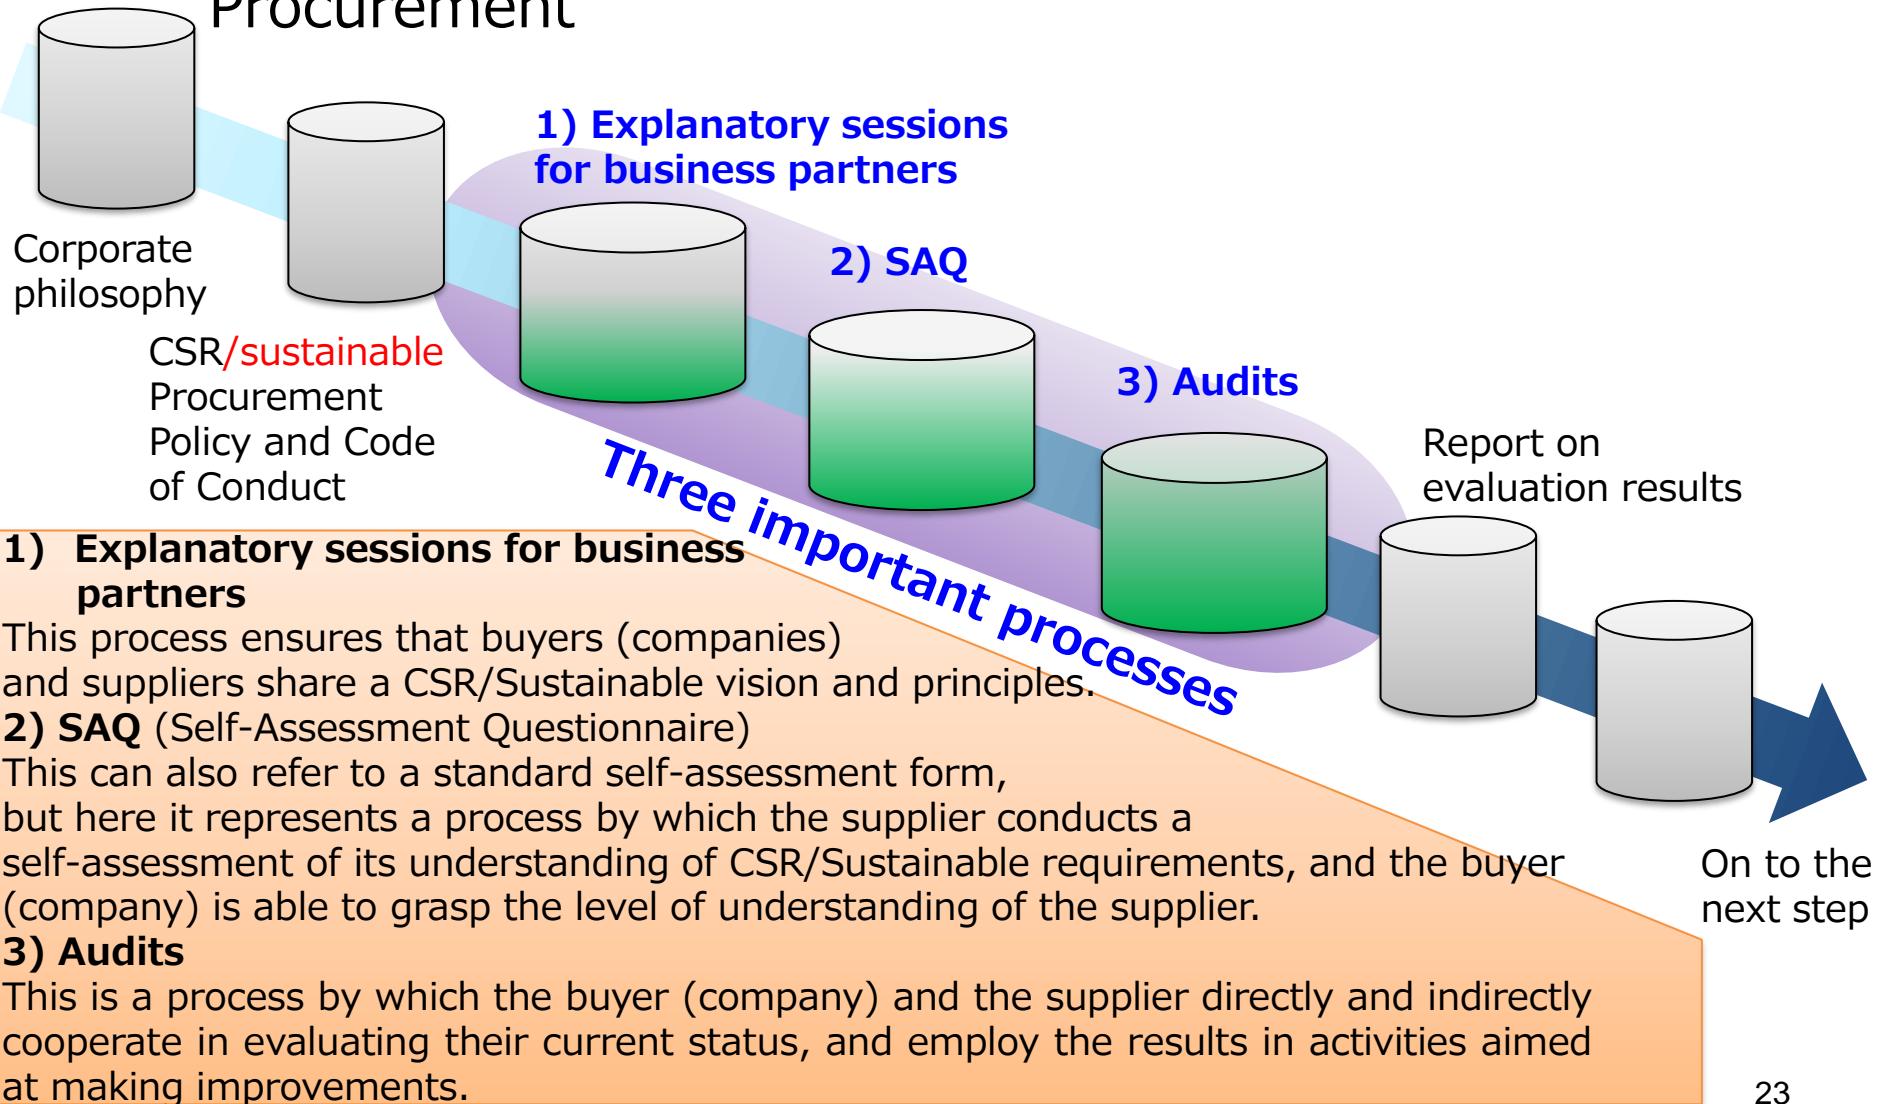 Procurement
1) Explanatory sessions
for business partners
2) SAQ
3) Audits
Corporate
philosophy
CSR/sustainable
Procurement
Policy and Code
of Conduct
Report on
evaluation results
Three important processes
1) Explanatory sessions for business
partners
This process ensures that buyers (companies)
and suppliers share a CSR/Sustainable vision and principles.
2) SAQ (Self-Assessment Questionnaire)
This can also refer to a standard self-assessment form,
but here it represents a process by which the supplier conducts a
self-assessment of its understanding of CSR/Sustainable requirements, and the buyer
(company) is able to grasp the level of understanding of the supplier.
3) Audits
This is a process by which the buyer (company) and the supplier directly and indirectly
cooperate in evaluating their current status, and employ the results in activities aimed
at making improvements.
On to the
next step
23